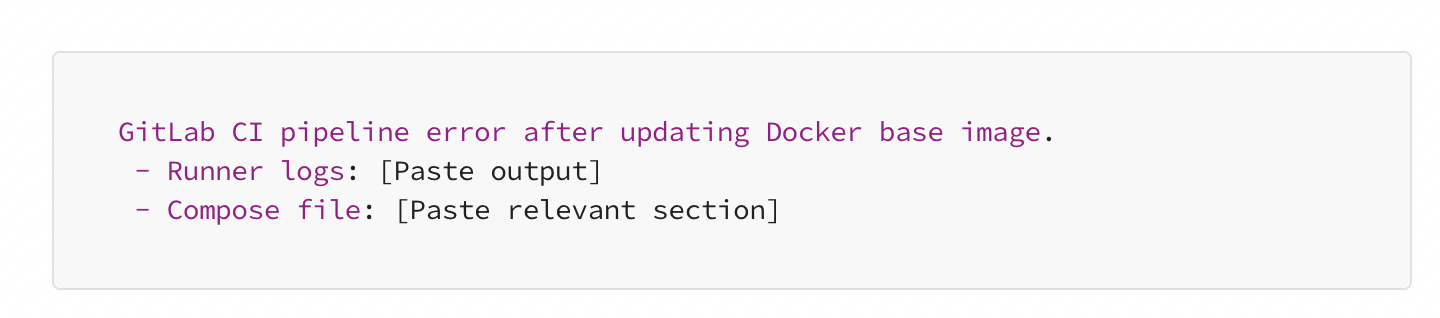 GitLab CI pipeline error after updating Docker base image.
- Runner logs: [Paste output]
- Compose file: [Paste relevant section]